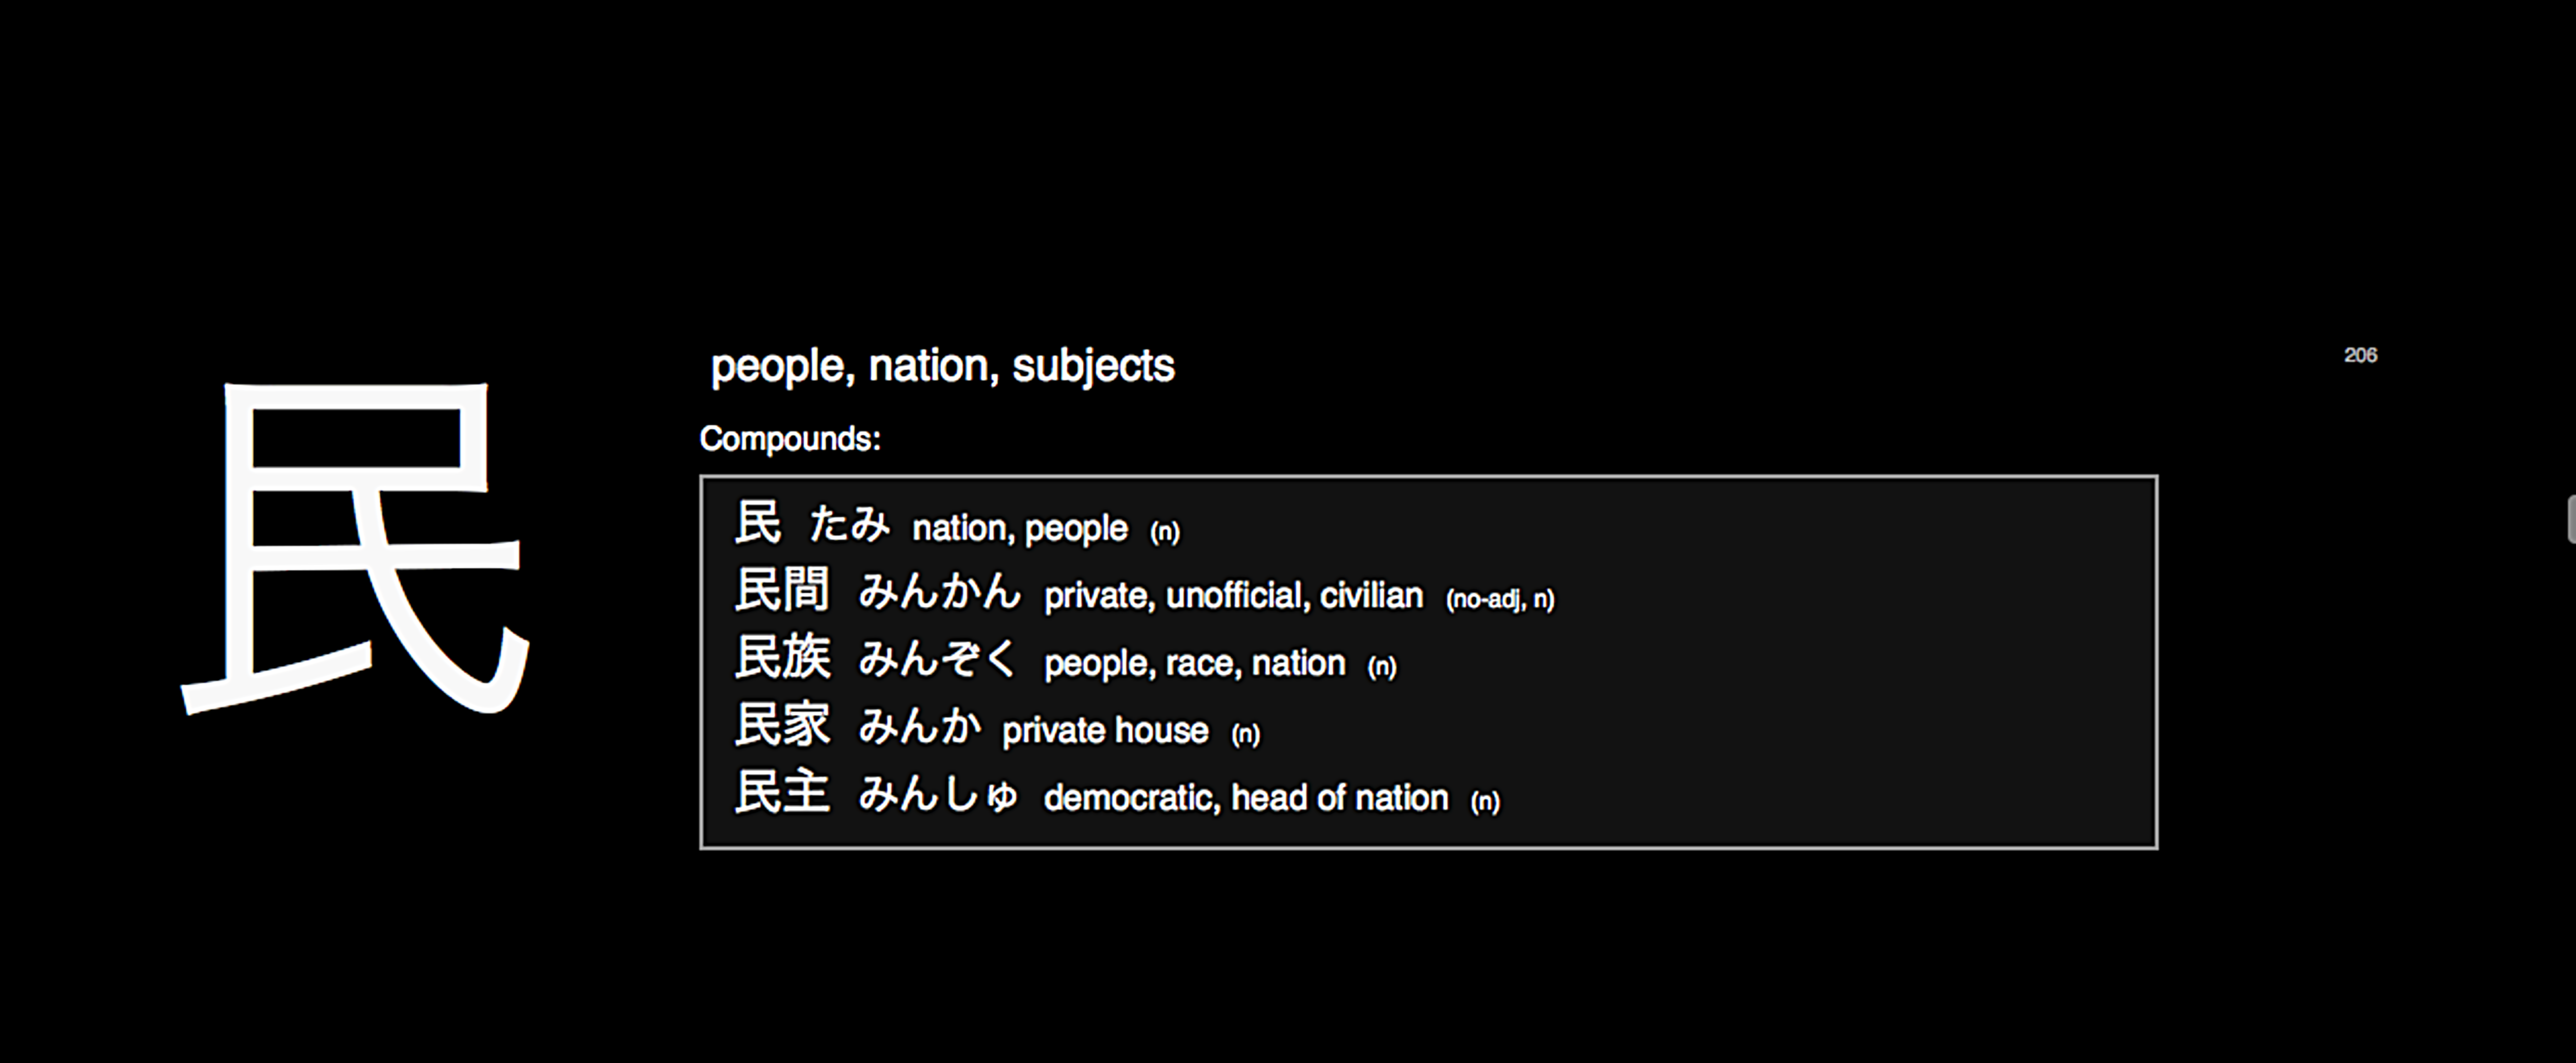 民
people, nation, subjects
206
Compounds:
民 たみ nation, people (n)
民間 みんかん private, unofficial, civilian (no-adj, n)
民族 みんぞく people, race, nation (n)
民家 みんか private house (n)
民主 みんしゅ democratic, head of nation (n)